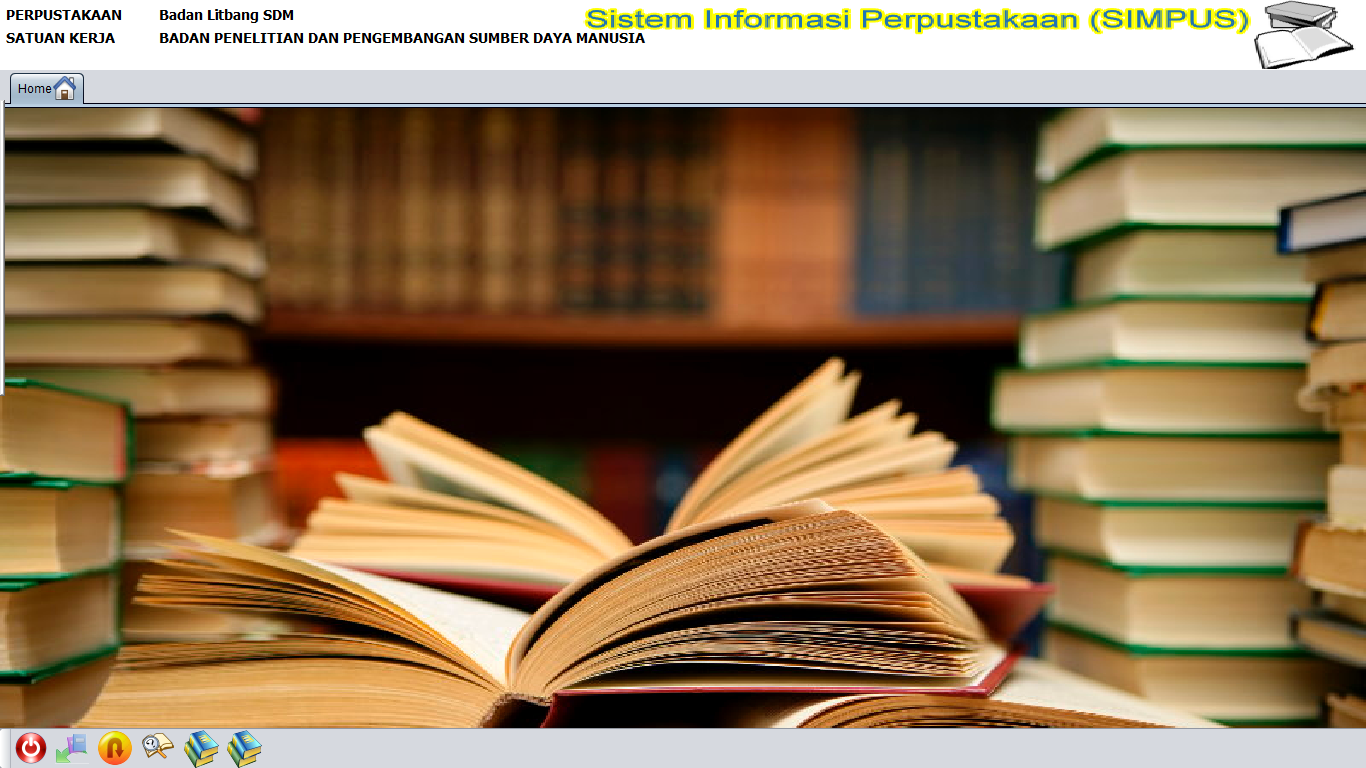 PERPUSTAKAAN Badan Litbang SDM
SATUAN KERJA BADAN PENELITIAN DAN PENGEMBANGAN SUMBER DAYA MANUSIA
Sistem Informasi Perpustakaan (SIMPUS)
Home